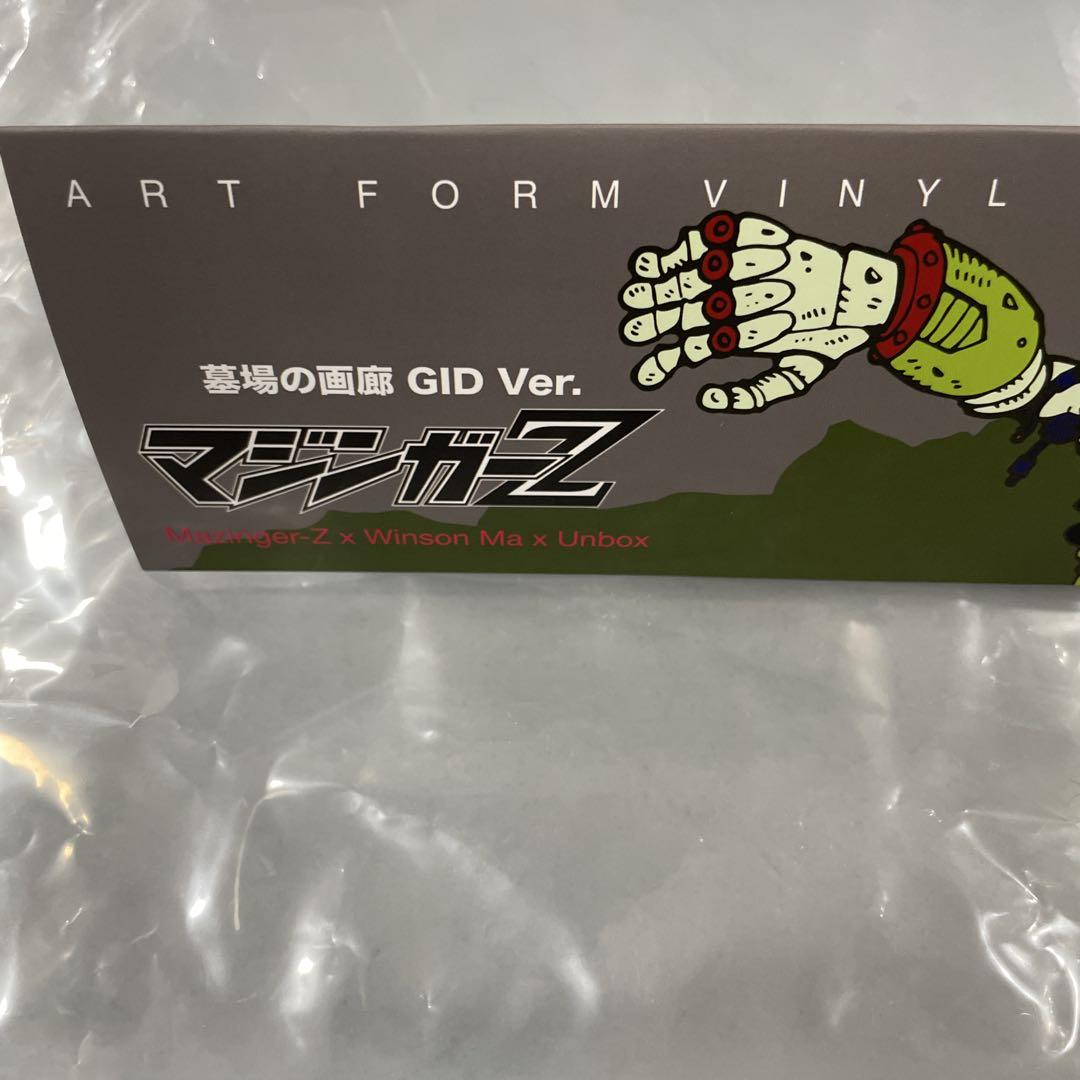 ART FORM VINYL
墓場の画廊 GID Ver.
マジンガーZ
Mazinger-Z x Winson Ma x Unbox